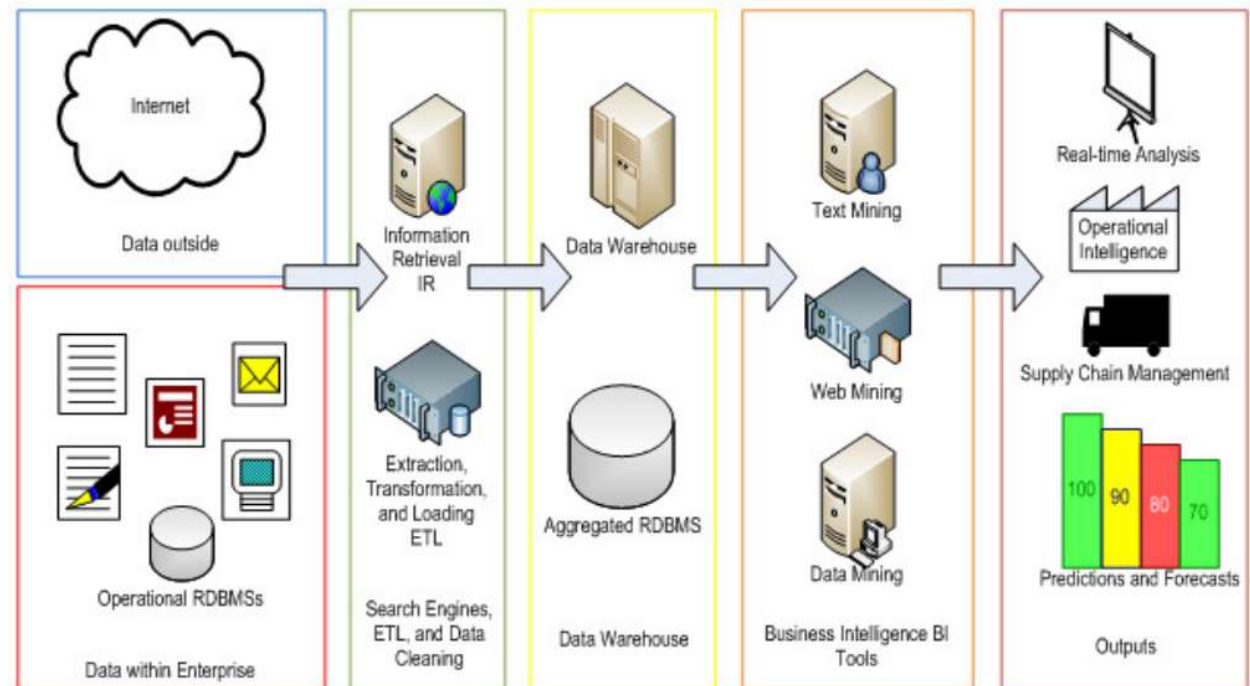 Internet
Data outside
Operational RDBMSs
Data within Enterprise
Information
Retrieval
IR
Extraction,
Transformation,
and Loading
ETL
Search Engines,
ETL, and Data
Cleaning
Data Warehouse
Aggregated RDBMS
Data Warehouse
Text Mining
Web Mining
Data Mining
Business Intelligence BI
Tools
Real-time Analysis
Operational
Intelligence
Supply Chain Management
100
90
80
70
Predictions and Forecasts
Outputs